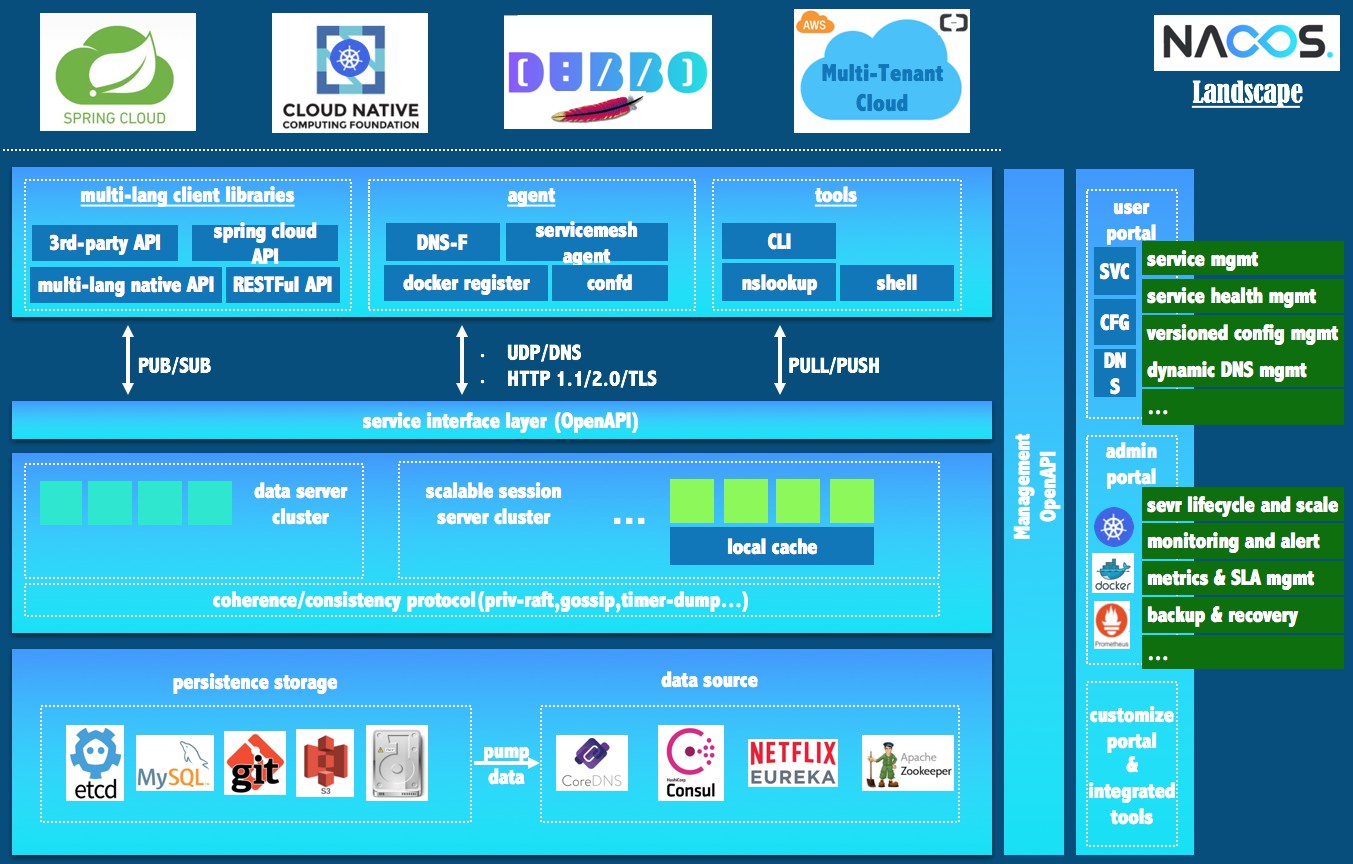 SPRING CLOUD
CLOUD NATIVE
COMPUTING FOUNDATION
DUBBO
AWS
Multi-Tenant
Cloud
NACOS.
Landscape
multi-lang client libraries
3rd-party API
spring cloud
API
multi-lang native API
RESTFul API
agent
DNS-F
servicemesh
agent
docker register
confd
tools
CLI
nslookup
shell
PUB/SUB
· UDP/DNS
· HTTP 1.1/2.0/TLS
PULL/PUSH
service interface layer (OpenAPI)
data server
cluster
scalable session
server cluster
...
local cache
coherence/consistency protocol(priv-raft,gossip,timer-dump...)
persistence storage
etcd
MySQL
git
S3
pump
data
data source
CoreDNS
HashiCorp
Consul
NETFLIX
EUREKA
Apache
Zookeeper
Management
OpenAPI
user
portal
SVC
CFG
DN
S
service mgmt
service health mgmt
versioned config mgmt
dynamic DNS mgmt
...
admin
portal
docker
Prometheus
sevr lifecycle and scale
monitoring and alert
metrics & SLA mgmt
backup & recovery
...
customize
portal
&
integrated
tools